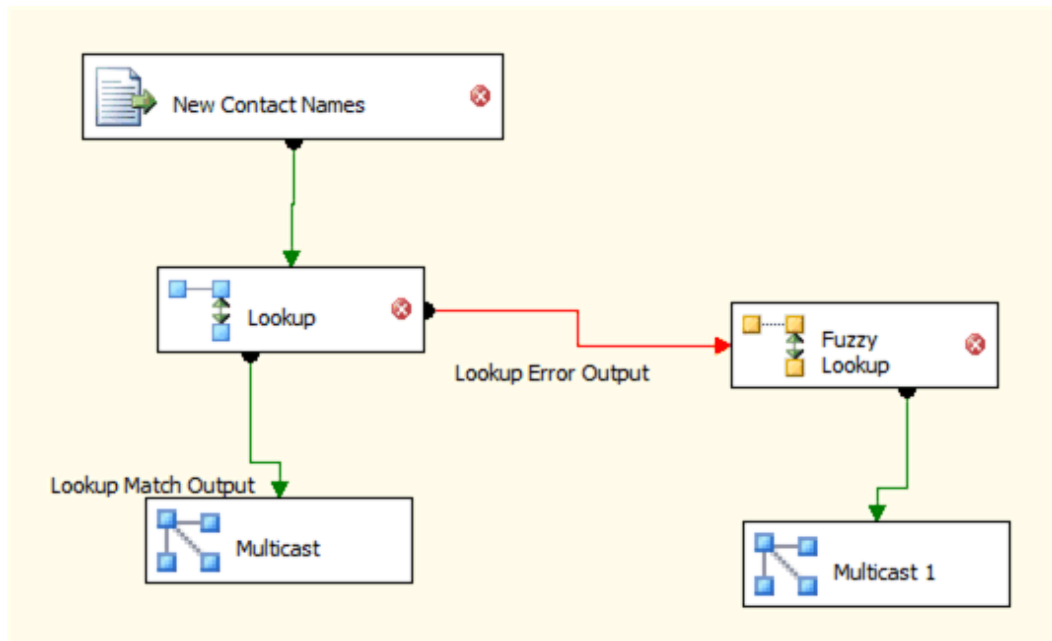 New Contact Names
Lookup
Lookup Error Output
Fuzzy
Lookup
Lookup Match Output
Multicast
Multicast 1